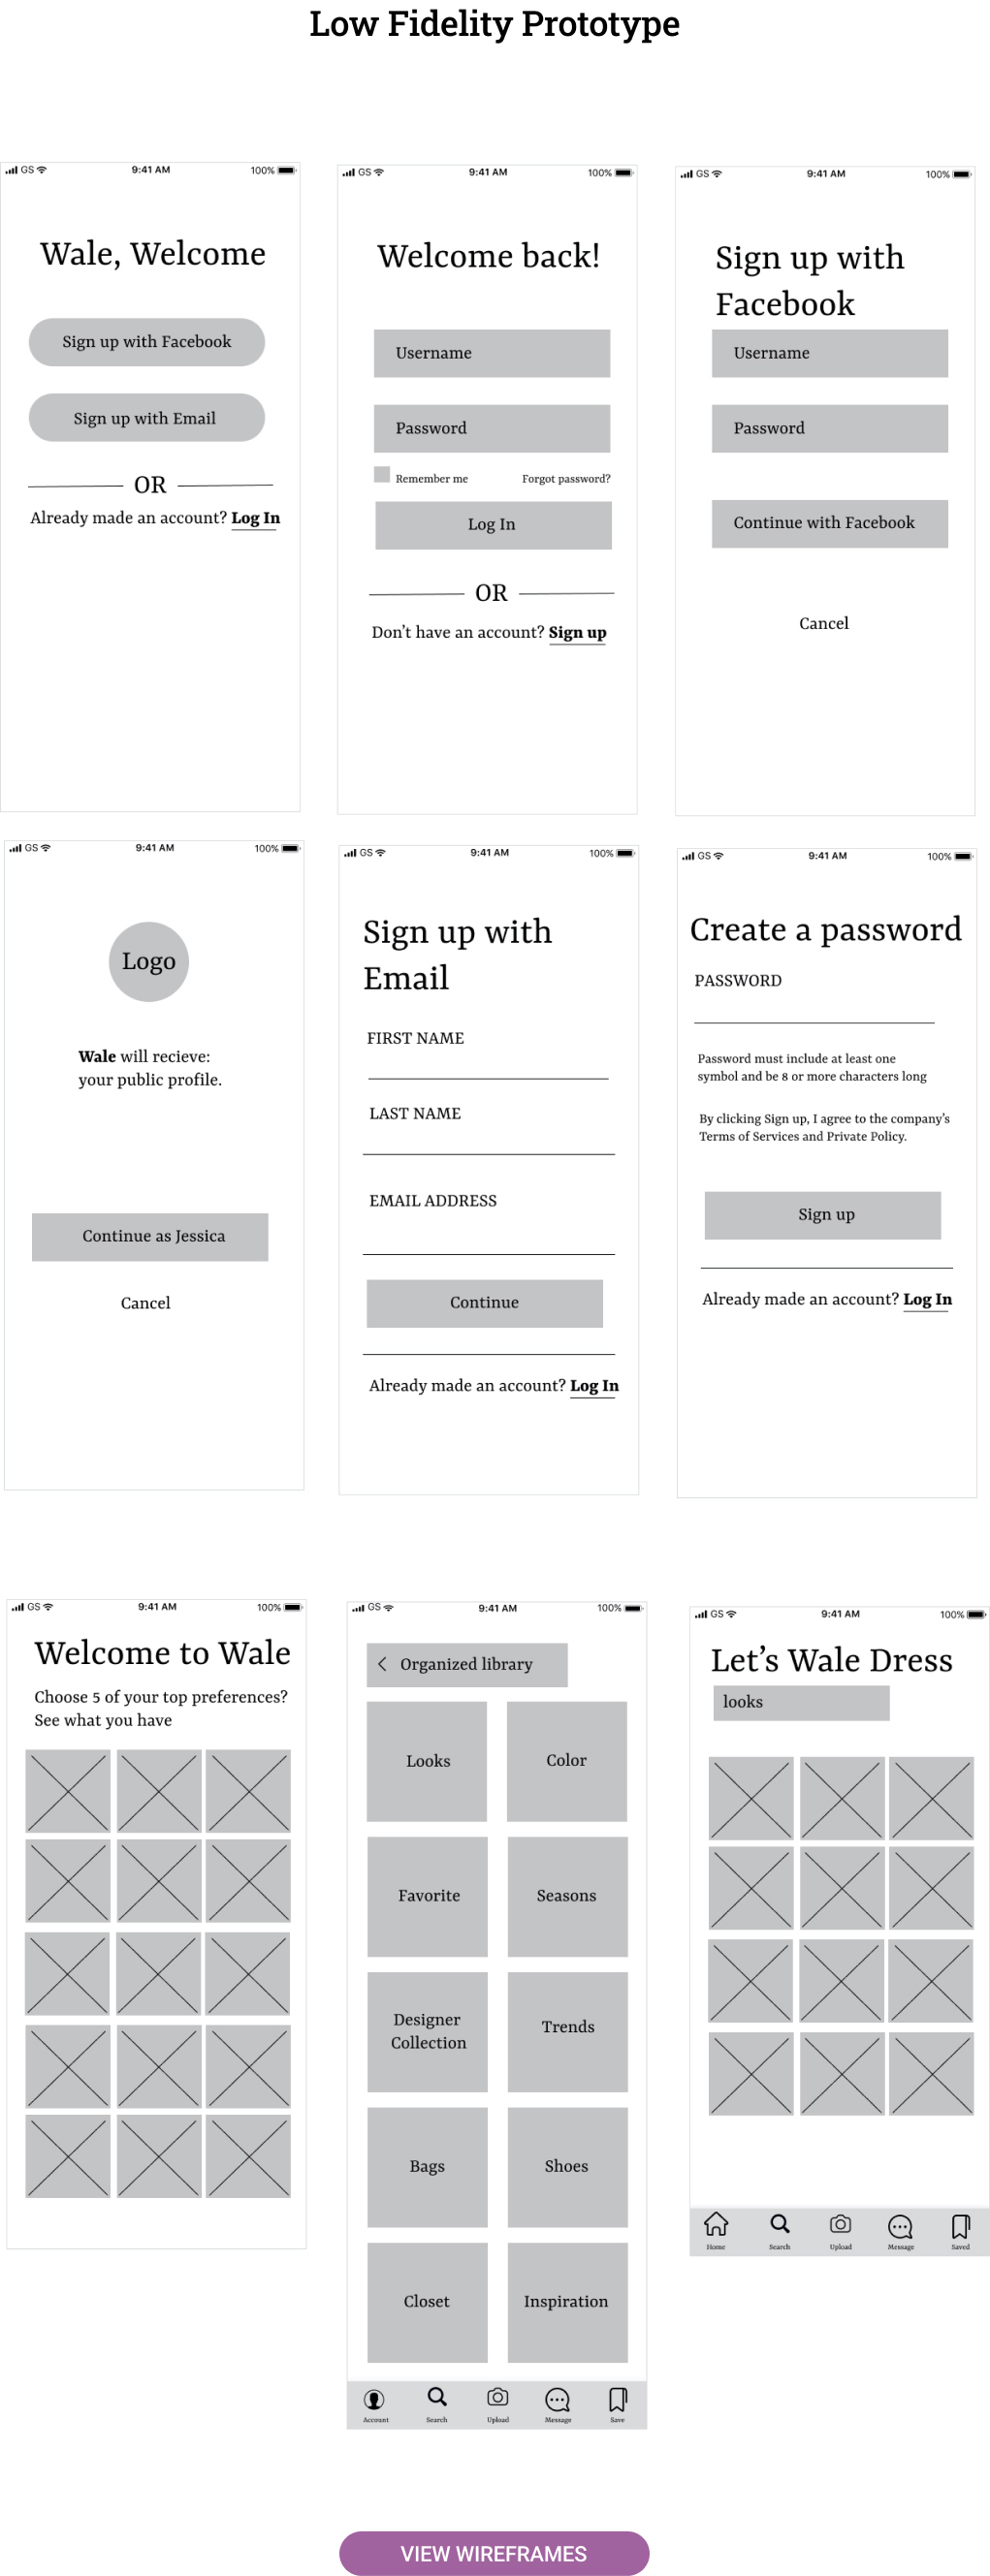 Low Fidelity Prototype
GS 9:41 AM 100%
Wale, Welcome
Sign up with Facebook
Sign up with Email
OR
Already made an account? Log In
GS 9:41 AM 100%
Welcome back!
Username
Password
Remember me Forgot password?
Log In
OR
Don't have an account? Sign up
GS 9:41 AM 100%
Sign up with
Facebook
Username
Password
Continue with Facebook
Cancel
GS 9:41 AM 100%
Logo
Wale will recieve:
your public profile.
Continue as Jessica
Cancel
GS 9:41 AM 100%
Sign up with
Email
FIRST NAME
LAST NAME
EMAIL ADDRESS
Continue
Already made an account? Log In
GS 9:41 AM 100%
Create a password
PASSWORD
Password must include at least one
symbol and be 8 or more characters long
By clicking Sign up, I agree to the company's
Terms of Services and Private Policy.
Sign up
Already made an account? Log In
GS 9:41 AM 100%
Welcome to Wale
Choose 5 of your top preferences?
See what you have
GS 9:41 AM 100%
Organized library
Looks Color
Favorite Seasons
Designer
Collection
Trends
Bags Shoes
Closet Inspiration
Account Search Upload Message Save
GS 9:41 AM 100%
Let's Wale Dress
looks
Home Search Upload Message Saved
VIEW WIREFRAMES